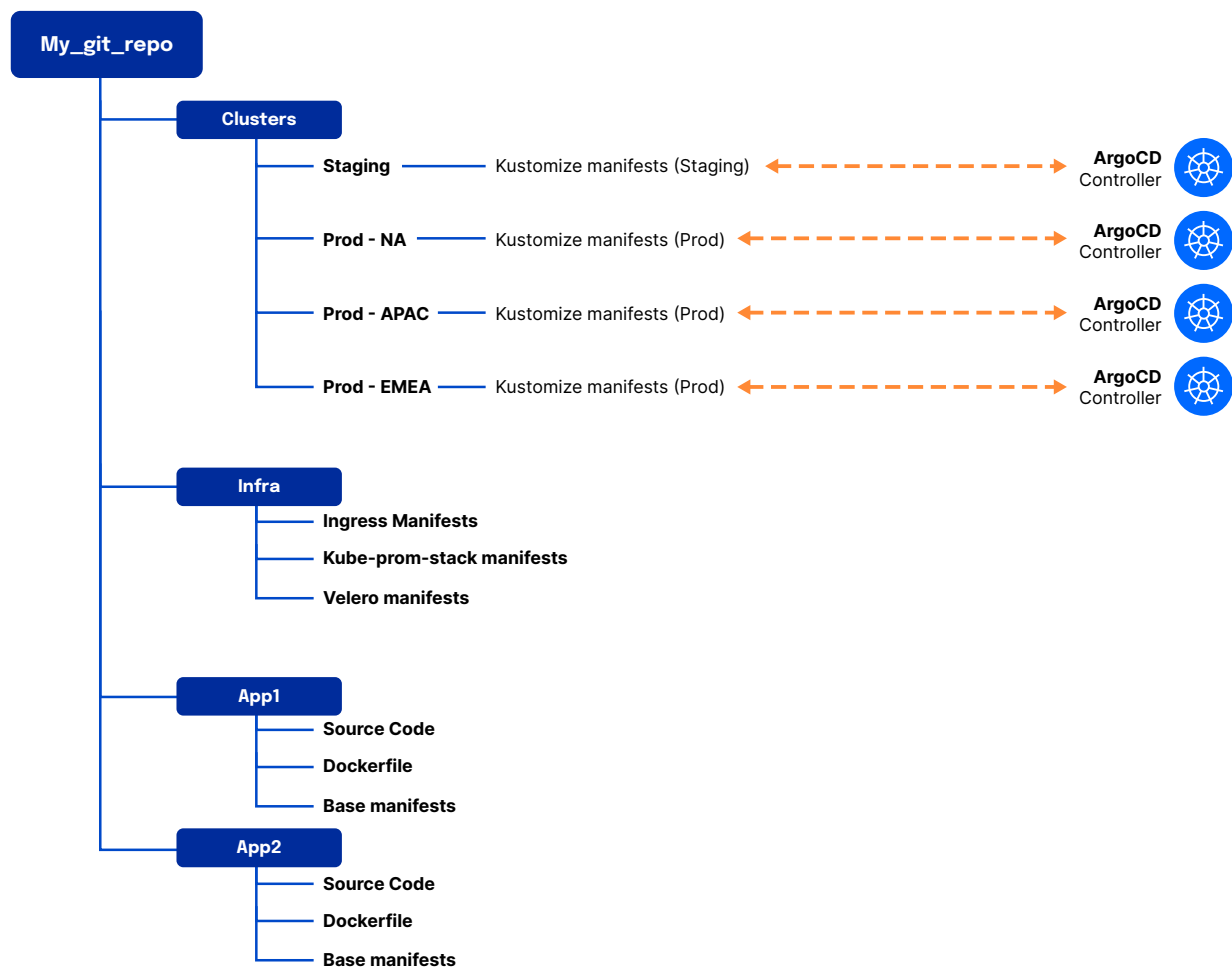 My_git_repo
Clusters
Staging
Kustomize manifests (Staging)
ArgoCD
Controller
Prod - NA
Kustomize manifests (Prod)
ArgoCD
Controller
Prod - APAC
Kustomize manifests (Prod)
ArgoCD
Controller
Prod - EMEA
Kustomize manifests (Prod)
ArgoCD
Controller
Infra
Ingress Manifests
Kube-prom-stack manifests
Velero manifests
App1
Source Code
Dockerfile
Base manifests
App2
Source Code
Dockerfile
Base manifests